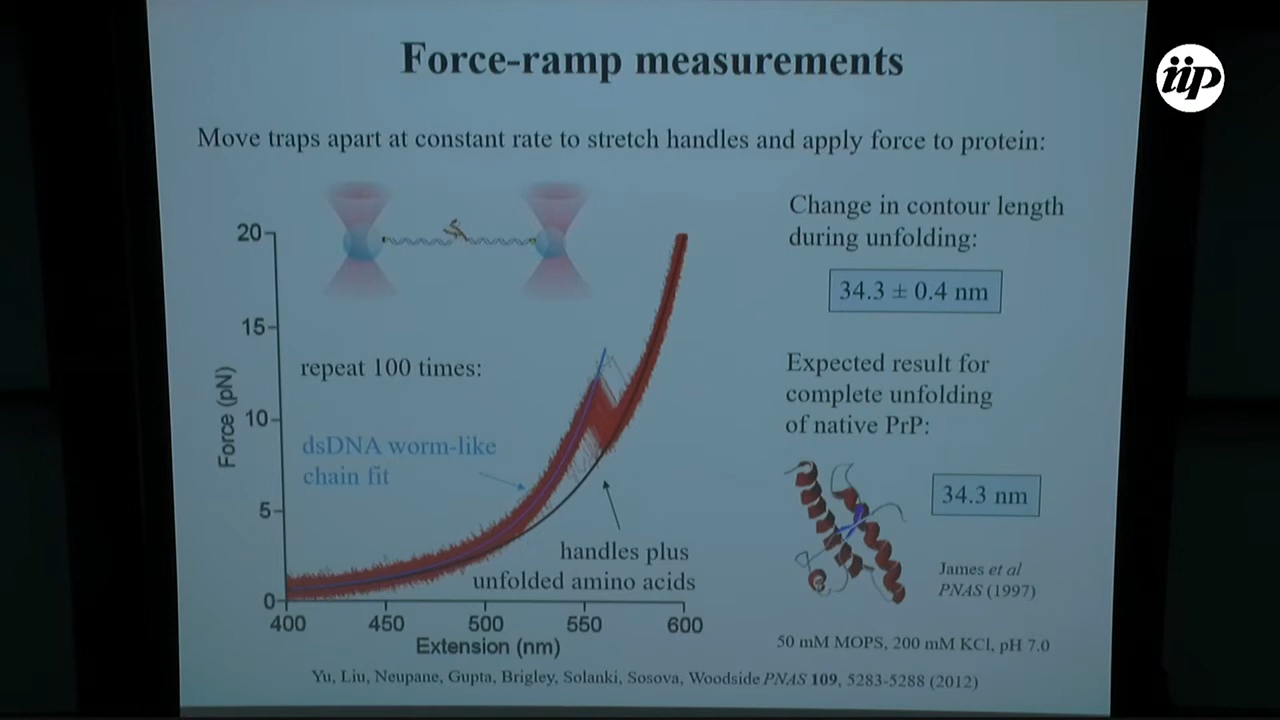 Force-ramp measurements
iip
Move traps apart at constant rate to stretch handles and apply force to protein:
Change in contour length
during unfolding:
34.3 ± 0.4 nm
Expected result for
complete unfolding
of native PrP:
34.3 nm
James et al
PNAS (1997)
50 mM MOPS, 200 mM KCl, pH 7.0
20
15
10
5
0
Force (pN)
repeat 100 times:
dsDNA worm-like
chain fit
handles plus
unfolded amino acids
400 450 500 550 600
Extension (nm)
Yu, Liu, Neupane, Gupta, Brigley, Solanki, Sosova, Woodside PNAS 109, 5283-5288 (2012)